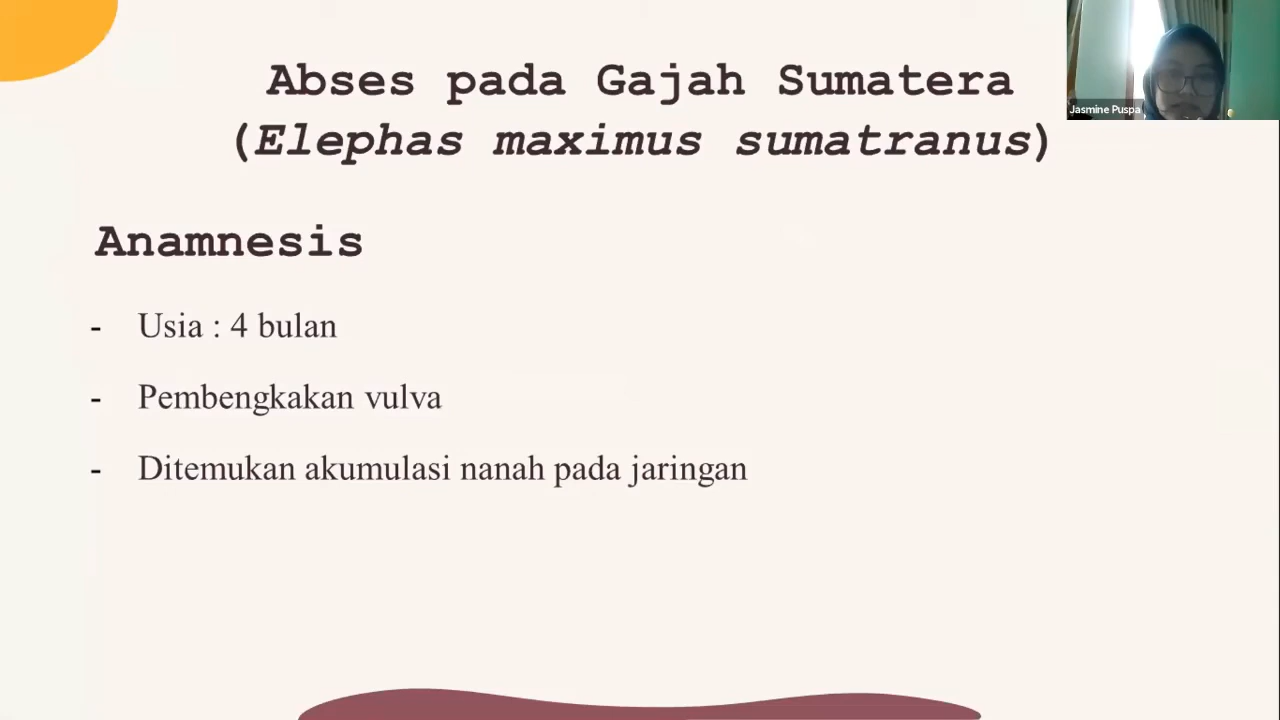 Abses pada Gajah Sumatera
(Elephas maximus sumatranus)
Jasmine Puspa
Anamnesis
- Usia : 4 bulan
- Pembengkakan vulva
- Ditemukan akumulasi nanah pada jaringan